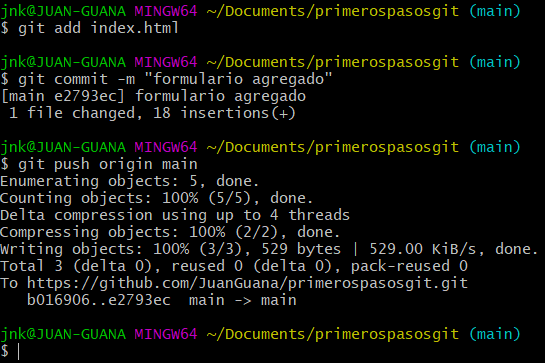 jnk@JUAN-GUANA MINGW64 ~/Documents/primerospasosgit (main)
$ git add index.html
jnk@JUAN-GUANA MINGW64 ~/Documents/primerospasosgit (main)
$ git commit -m "formulario agregado"
[main e2793ec] formulario agregado
 1 file changed, 18 insertions(+)
jnk@JUAN-GUANA MINGW64 ~/Documents/primerospasosgit (main)
$ git push origin main
Enumerating objects: 5, done.
Counting objects: 100% (5/5), done.
Delta compression using up to 4 threads
Compressing objects: 100% (2/2), done.
Writing objects: 100% (3/3), 529 bytes | 529.00 KiB/s, done.
Total 3 (delta 0), reused 0 (delta 0), pack-reused 0
To https://github.com/JuanGuana/primerospasosgit.git
   b016906..e2793ec  main -> main
jnk@JUAN-GUANA MINGW64 ~/Documents/primerospasosgit (main)
$